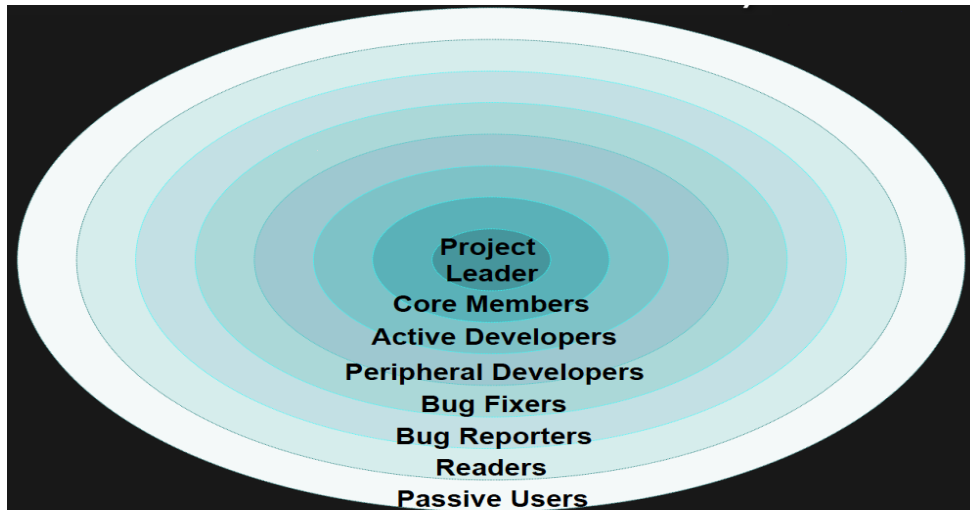 Project
Leader
Core Members
Active Developers
Peripheral Developers
Bug Fixers
Bug Reporters
Readers
Passive Users